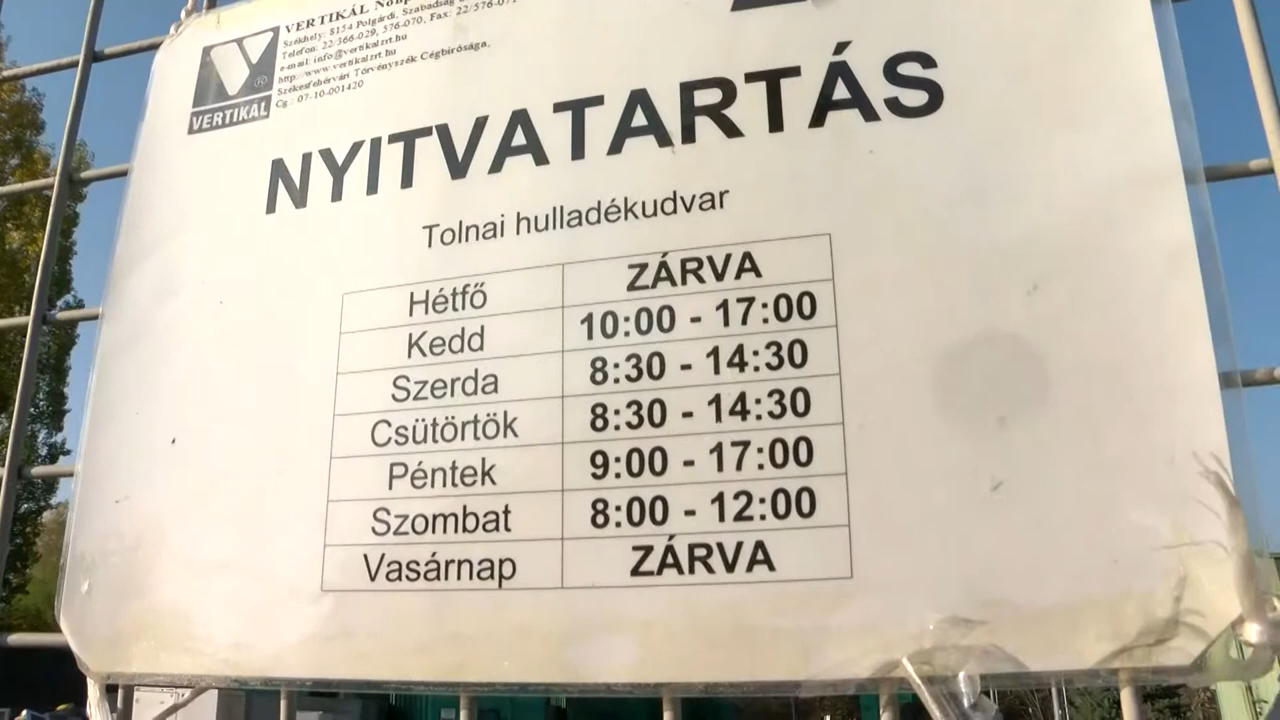 VERTIKÁL
Székhely: 8154 Polgárdi, Szabadság
Telefon: 22/366-029, 576-070, Fax: 22/576-071
e-mail: info@vertikalzrt.hu
http://www.vertikalzrt.hu
Székesfehérvári Törvényszék Cégbírósága,
Cg.: 07-10-001420
VERTIKÁL
NYITVATARTÁS
Tolnai hulladékudvar
Hétfő ZÁRVA
Kedd 10:00 - 17:00
Szerda 8:30 - 14:30
Csütörtök 8:30 - 14:30
Péntek 9:00 - 17:00
Szombat 8:00 - 12:00
Vasárnap ZÁRVA